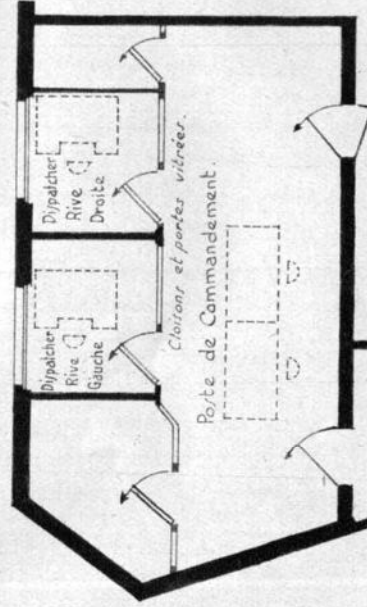 Dispatcher
Rive
Droite
Dispatcher
Rive
Gauche
Cloisons et portes vitrées.
Poste de Commandement.